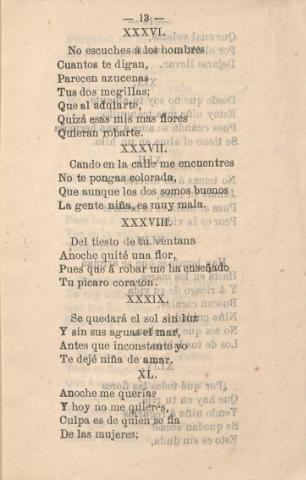 — 13 —
XXXVI.
No escuches á los hombres
Cuantos te digan,
Parecen azucenas
Tus dos megillas;
Que al adularte,
Quizá esas mis mas flores
Quieran robarte.
XXXVII.
Cando en la calle me encuentres
No te pongas colorada,
Que aunque los dos somos buenos
La gente niña, es muy mala.
XXXVIII.
Del tiesto de tu ventana
Anoche quité una flor,
Pues que á robar me ha enseñado
Tu picaro corazon.
XXXIX.
Se quedará el sol sin luz
Y sin sus aguas el mar,
Antes que inconstante yo
Te dejé niña de amar.
XL.
Anoche me querias
Y hoy no me quieres,
Culpa es de quien se fia
De las mujeres;